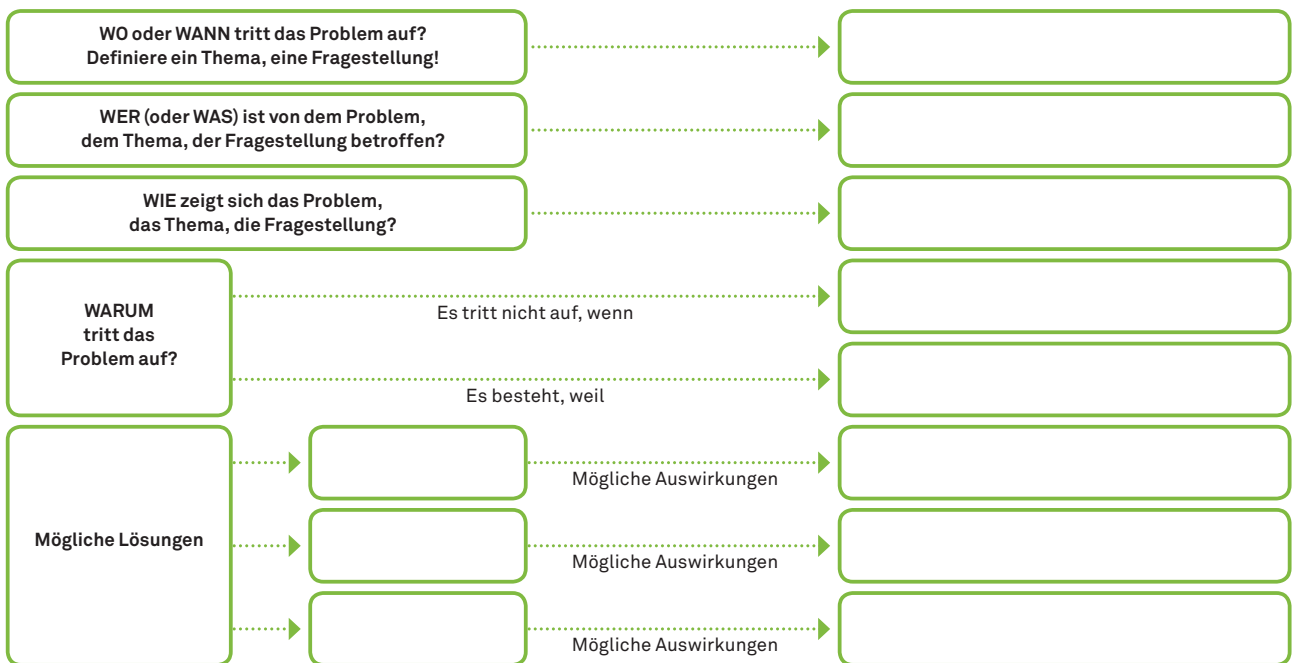 WO oder WANN tritt das Problem auf?
Definiere ein Thema, eine Fragestellung!
WER (oder WAS) ist von dem Problem,
dem Thema, der Fragestellung betroffen?
WIE zeigt sich das Problem,
das Thema, die Fragestellung?
WARUM
tritt das
Problem auf?
Es tritt nicht auf, wenn
Es besteht, weil
Mögliche Lösungen
Mögliche Auswirkungen
Mögliche Auswirkungen
Mögliche Auswirkungen